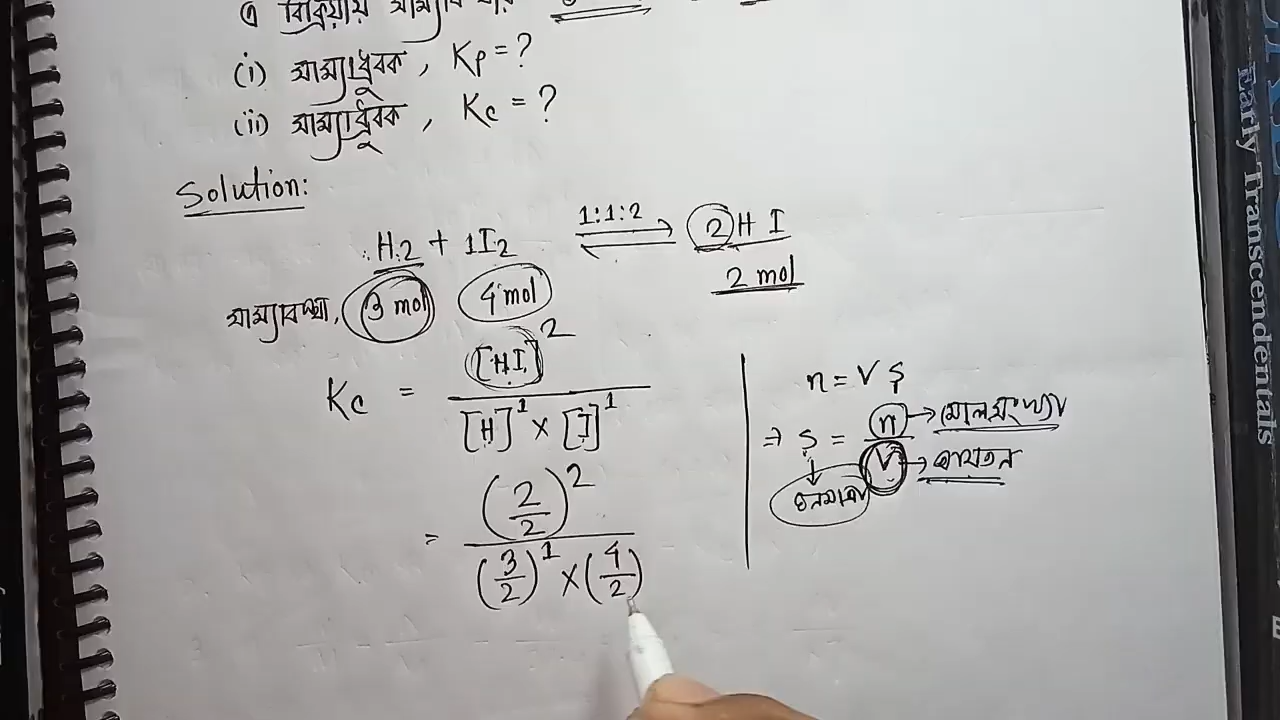 এ বিক্রিয়ায়
(i) সাম্যধ্রুবক, Kp = ?
(ii) সাম্যধ্রুবক, Kc = ?
Solution:
H2 + 1I2 1:1:2 ⇌ 2HI
সাম্যাবস্থা, 3 mol 4 mol 2 mol
Kc = [HI]² / [H]¹ × [I]¹
= (2/2)² / (3/2)¹ × (4/2)
n = VS
⇒ S = n/V
n → মোলসংখ্যা
V → আয়তন
ঘনমাত্রা
Early Transcendentals